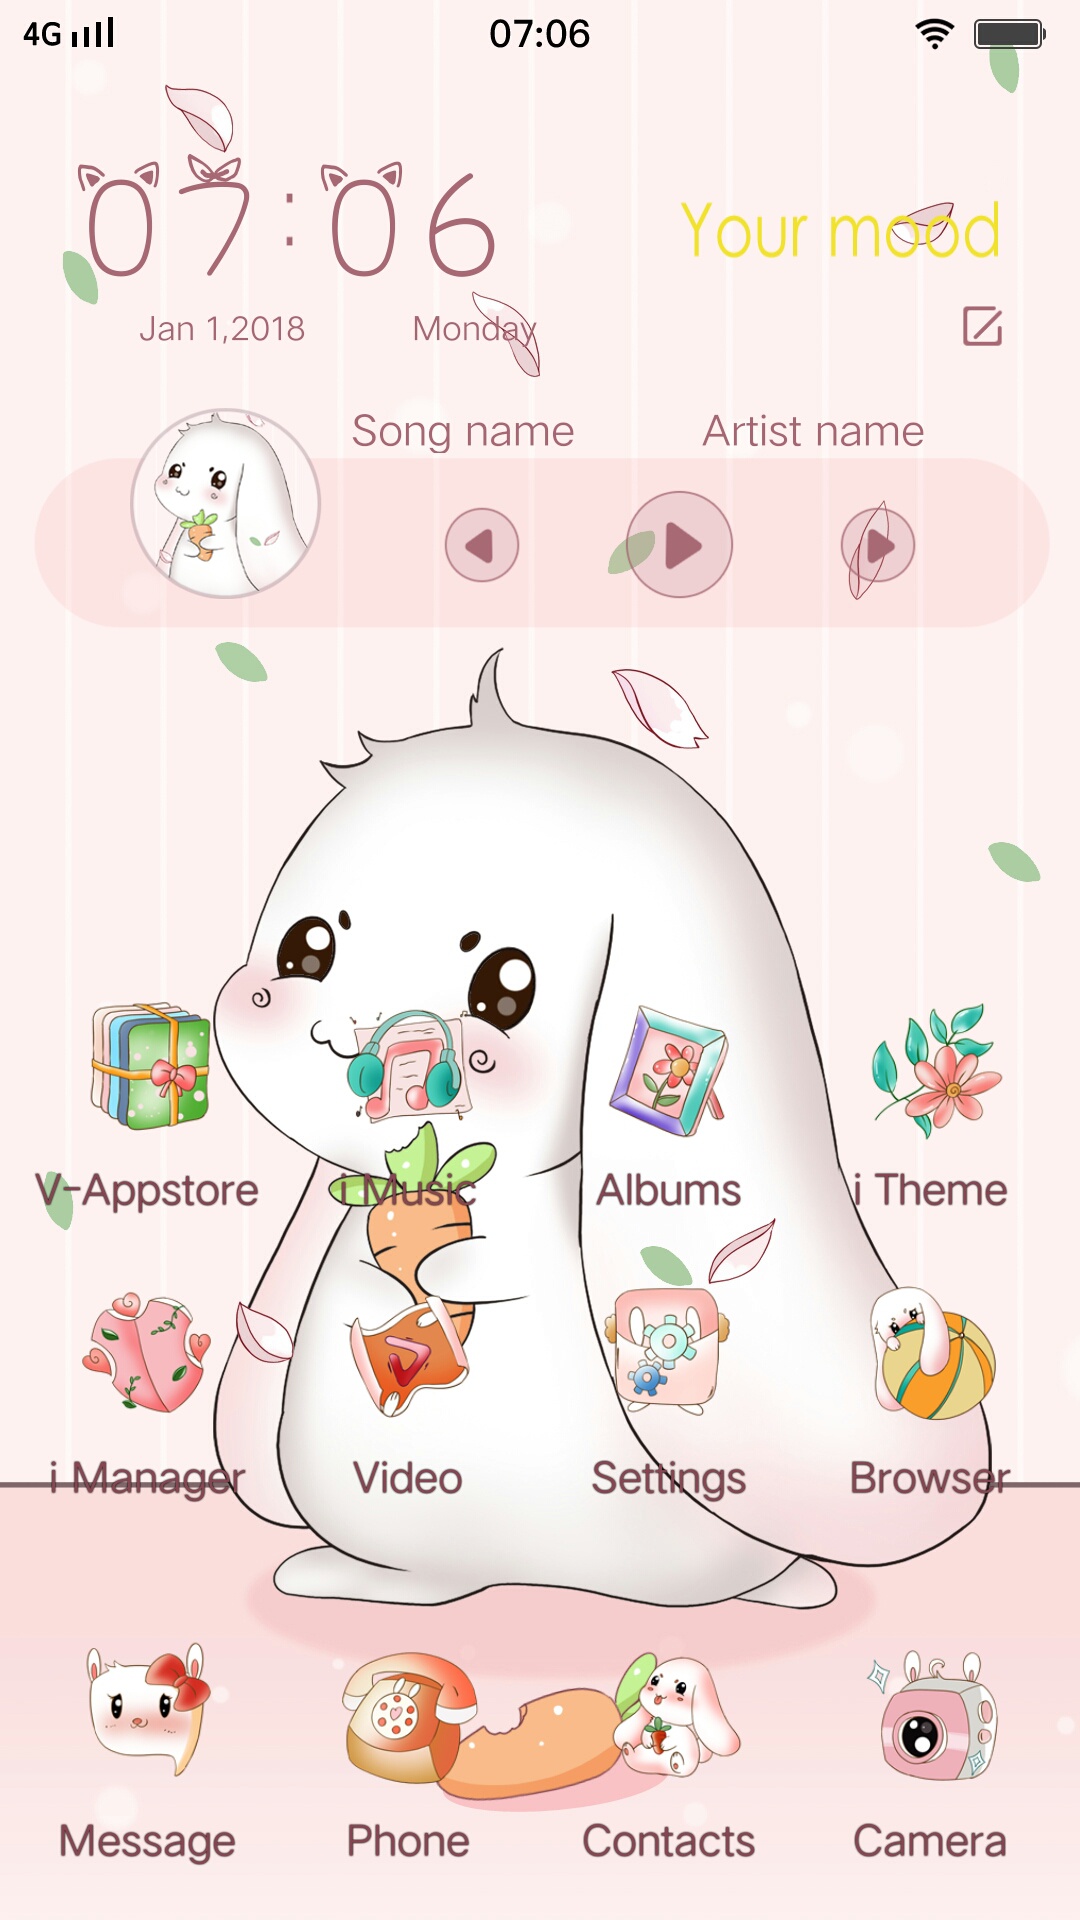 4G 07:06
07:06
Your mood
Jan 1,2018 Monday
Song name Artist name
V-Appstore i Music Albums i Theme
i Manager Video Settings Browser
Message Phone Contacts Camera